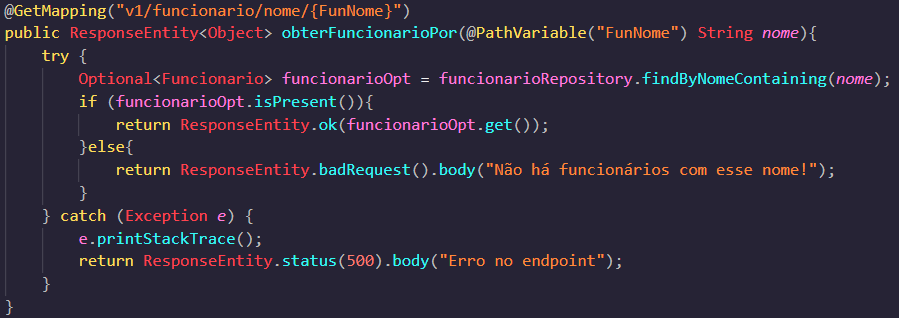 @GetMapping("v1/funcionario/nome/{FunNome}")
public ResponseEntity<Object> obterFuncionarioPor(@PathVariable("FunNome") String nome){
    try {
        Optional<Funcionario> funcionarioOpt = funcionarioRepository.findByNomeContaining(nome);
        if (funcionarioOpt.isPresent()){
            return ResponseEntity.ok(funcionarioOpt.get());
        }else{
            return ResponseEntity.badRequest().body("Não há funcionários com esse nome!");
        }
    } catch (Exception e) {
        e.printStackTrace();
        return ResponseEntity.status(500).body("Erro no endpoint");
    }
}